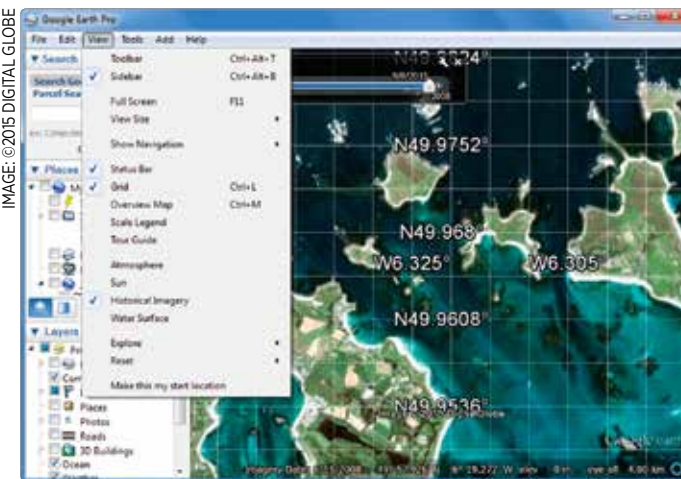 IMAGE: ©2015 DIGITAL GLOBE
Google Earth Pro
File Edit View Tools Add Help
Search
Toolbar Ctrl+Alt+T
Sidebar Ctrl+Alt+B
Full Screen F11
View Size
Show Navigation
Status Bar
Grid Ctrl+L
Overview Map Ctrl+M
Scale Legend
Tour Guide
Atmosphere
Sun
Historical Imagery
Water Surface
Explore
Reset
Make this my start location
Places
Layers
Places
Photos
Roads
3D Buildings
Ocean
N49.9752°
N49.968
W6.325° W6.305°
N49.9608°
N49.9536°
Google earth